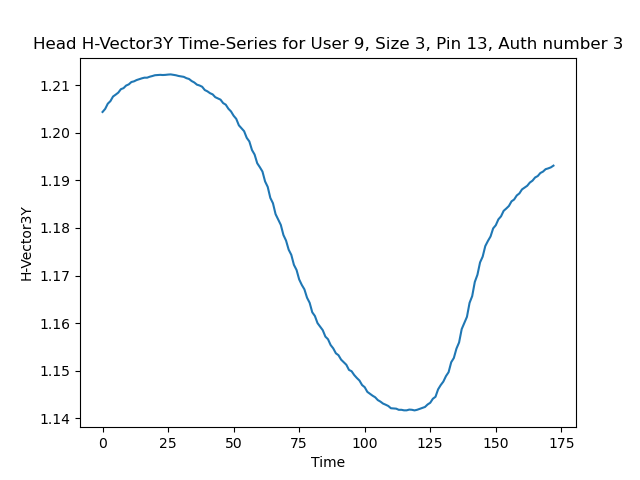 Head H-Vector3Y Time-Series for User 9, Size 3, Pin 13, Auth number 3
1.21
1.20
1.19
1.18
1.17
1.16
1.15
1.14
H-Vector3Y
0 25 50 75 100 125 150 175
Time